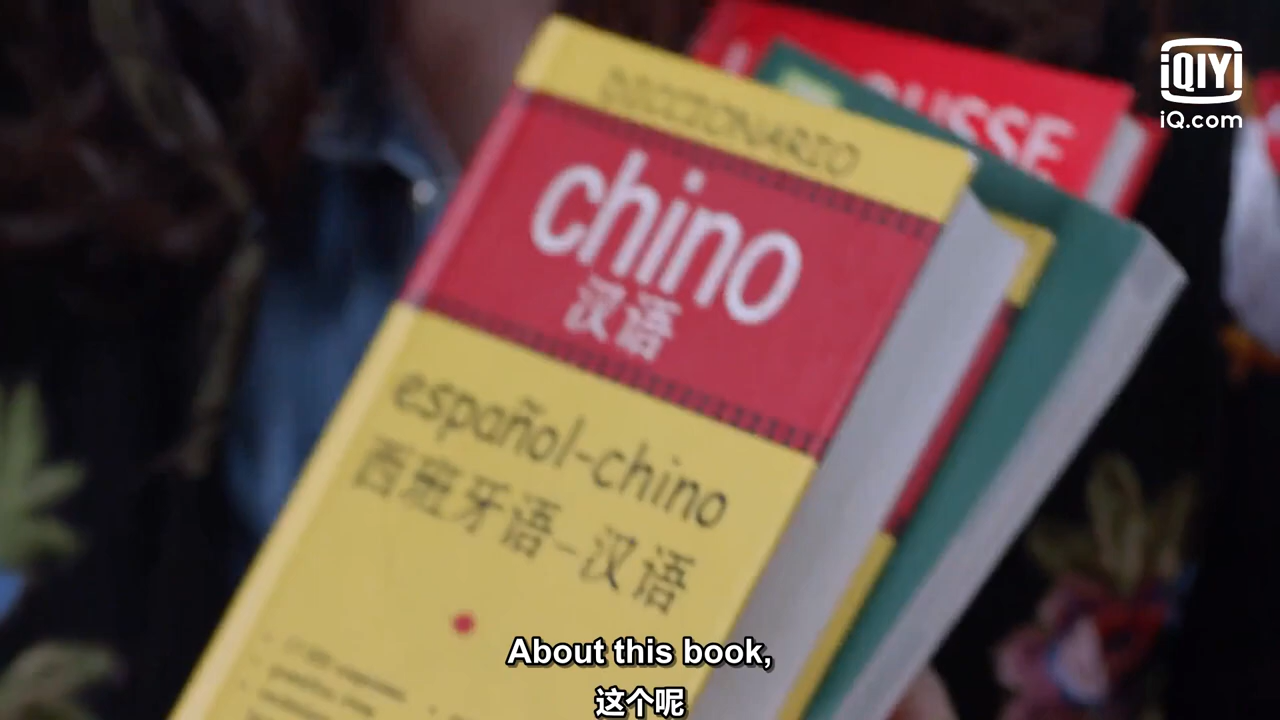 iQIYI
iQ.com
DICCIONARIO
chino
汉语
español-chino
西班牙语-汉语
About this book,
这个呢